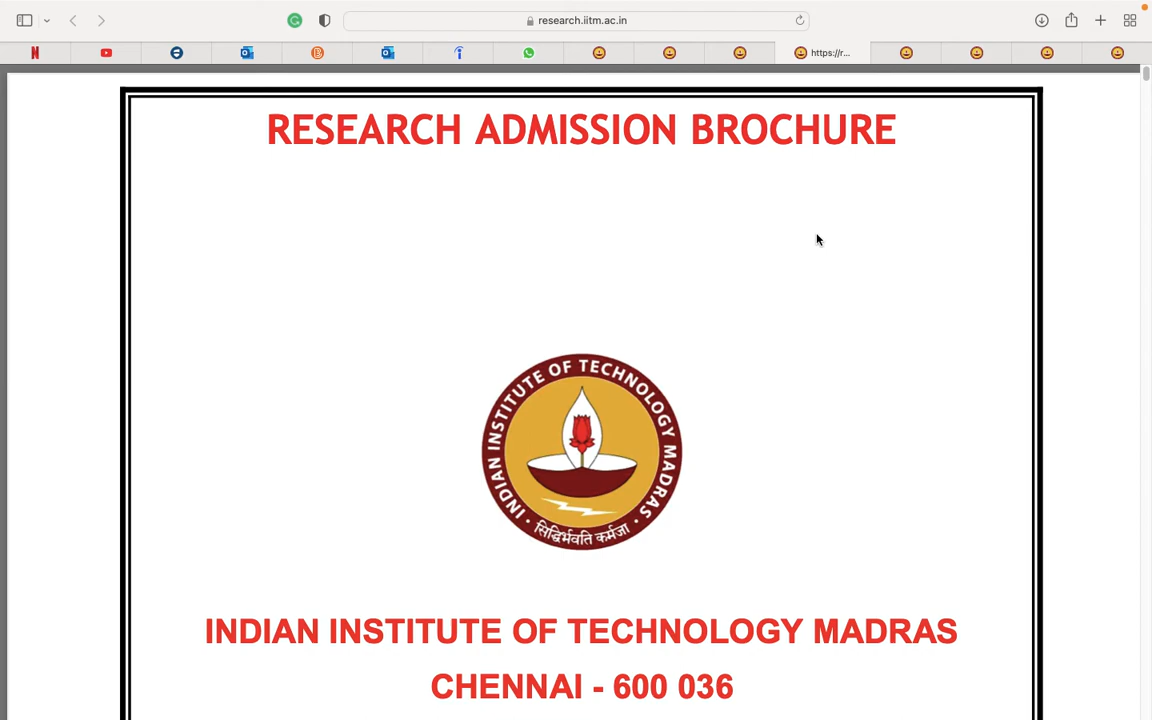 research.iitm.ac.in
https://r...
RESEARCH ADMISSION BROCHURE
INDIAN INSTITUTE OF TECHNOLOGY MADRAS
सिद्धिर्भवति कर्मजा
INDIAN INSTITUTE OF TECHNOLOGY MADRAS
CHENNAI - 600 036